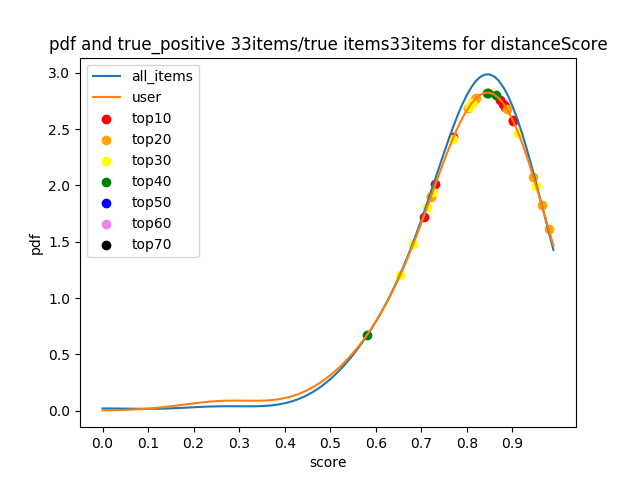 pdf and true_positive 33items/true items33items for distanceScore
all_items
user
top10
top20
top30
top40
top50
top60
top70
3.0
2.5
2.0
1.5
1.0
0.5
0.0
pdf
0.0 0.1 0.2 0.3 0.4 0.5 0.6 0.7 0.8 0.9
score